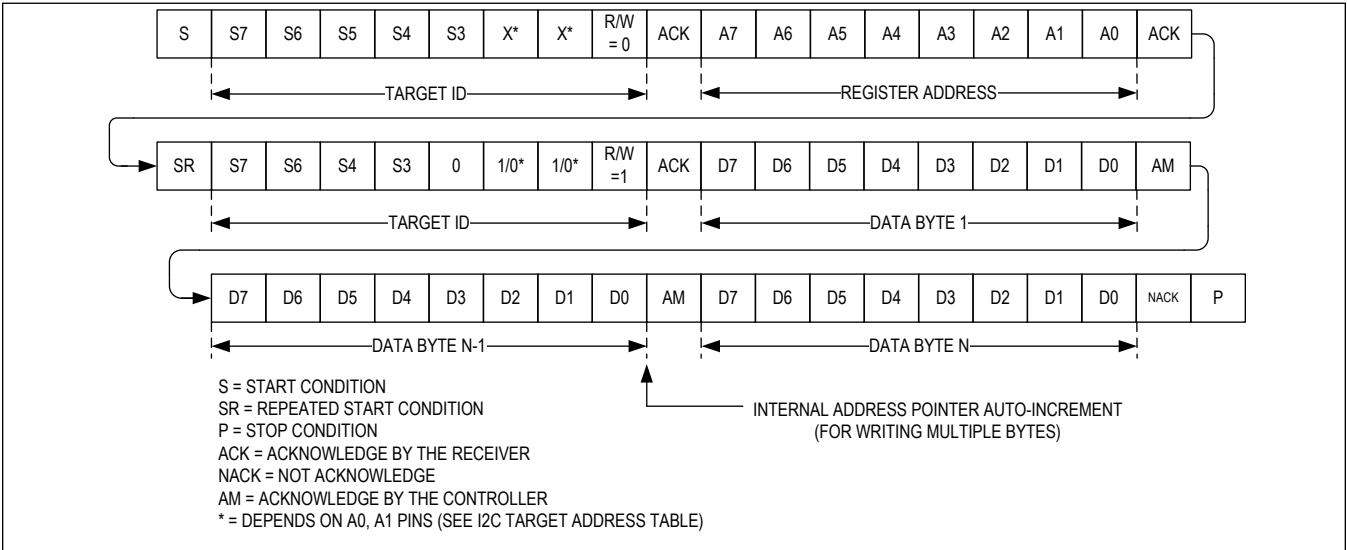 S S7 S6 S5 S4 S3 X* X* R/W = 0 ACK A7 A6 A5 A4 A3 A2 A1 A0 ACK
TARGET ID REGISTER ADDRESS
SR S7 S6 S4 S3 0 1/0* 1/0* R/W =1 ACK D7 D6 D5 D4 D3 D2 D1 D0 AM
TARGET ID DATA BYTE 1
D7 D6 D5 D4 D3 D2 D1 D0 AM D7 D6 D5 D4 D3 D2 D1 D0 NACK P
DATA BYTE N-1 DATA BYTE N
S = START CONDITION
SR = REPEATED START CONDITION
P = STOP CONDITION
ACK = ACKNOWLEDGE BY THE RECEIVER
NACK = NOT ACKNOWLEDGE
AM = ACKNOWLEDGE BY THE CONTROLLER
* = DEPENDS ON A0, A1 PINS (SEE I2C TARGET ADDRESS TABLE)
INTERNAL ADDRESS POINTER AUTO-INCREMENT
(FOR WRITING MULTIPLE BYTES)